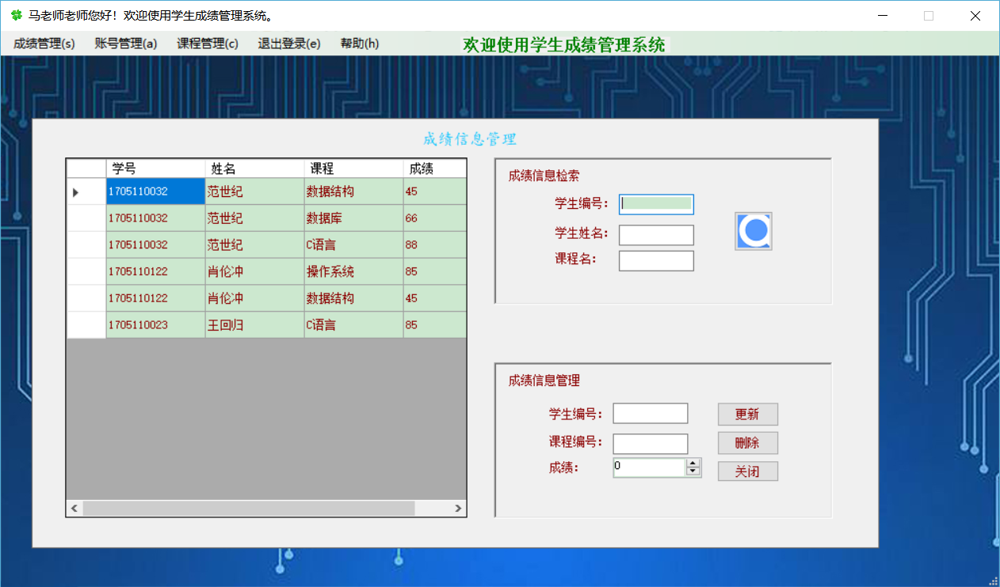 马老师老师您好！欢迎使用学生成绩管理系统。
成绩管理(s) 账号管理(a) 课程管理(c) 退出登录(e) 帮助(h) 欢迎使用学生成绩管理系统
成绩信息管理
学号 姓名 课程 成绩
1705110032 范世纪 数据结构 45
1705110032 范世纪 数据库 66
1705110032 范世纪 C语言 88
1705110122 肖伦冲 操作系统 85
1705110122 肖伦冲 数据结构 45
1705110023 王回归 C语言 85
成绩信息检索
学生编号：
学生姓名：
课程名：
成绩信息管理
学生编号： 更新
课程编号： 删除
成绩： 0 关闭